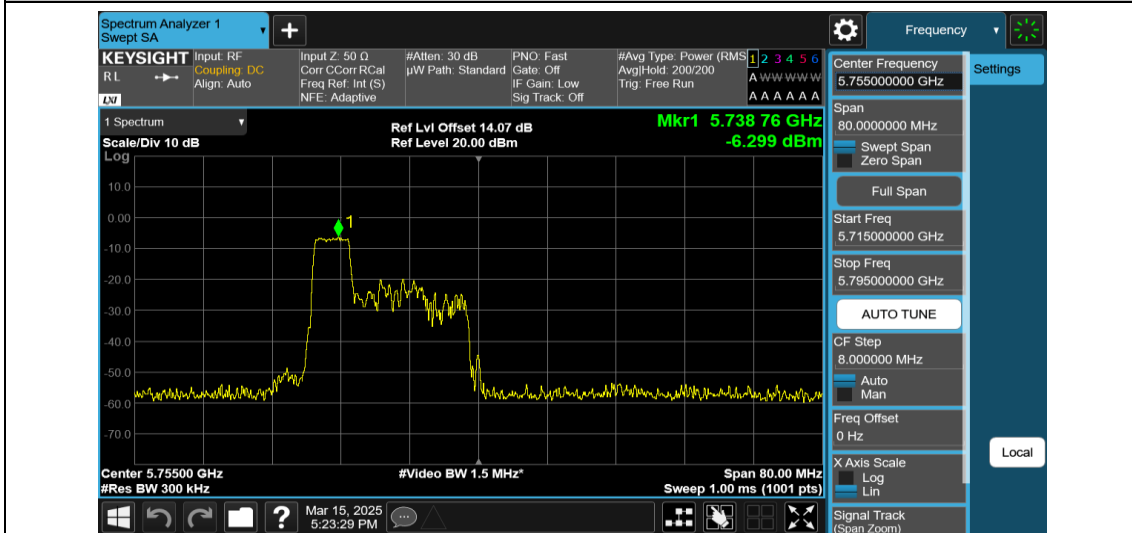 Spectrum Analyzer 1
Swept SA
Frequency
KEYSIGHT
RL
LXI
Input: RF
Coupling: DC
Align: Auto
Input Z: 50 Ω
Corr CCorr RCal
Freq Ref: Int (S)
NFE: Adaptive
#Atten: 30 dB
µW Path: Standard
PNO: Fast
Gate: Off
IF Gain: Low
Sig Track: Off
#Avg Type: Power (RMS
Avg|Hold: 200/200
Trig: Free Run
1 2 3 4 5 6
A W W W W W
A A A A A A
1 Spectrum
Scale/Div 10 dB
Log
Ref Lvl Offset 14.07 dB
Ref Level 20.00 dBm
Mkr1 5.738 76 GHz
-6.299 dBm
10.0
0.00
-10.0
-20.0
-30.0
-40.0
-50.0
-60.0
-70.0
1
Center 5.75500 GHz
#Res BW 300 kHz
#Video BW 1.5 MHz*
Span 80.00 MHz
Sweep 1.00 ms (1001 pts)
Center Frequency
5.755000000 GHz
Span
80.0000000 MHz
Swept Span
Zero Span
Full Span
Start Freq
5.715000000 GHz
Stop Freq
5.795000000 GHz
AUTO TUNE
CF Step
8.000000 MHz
Auto
Man
Freq Offset
0 Hz
X Axis Scale
Log
Lin
Signal Track
(Span Zoom)
Settings
Local
?
Mar 15, 2025
5:23:29 PM